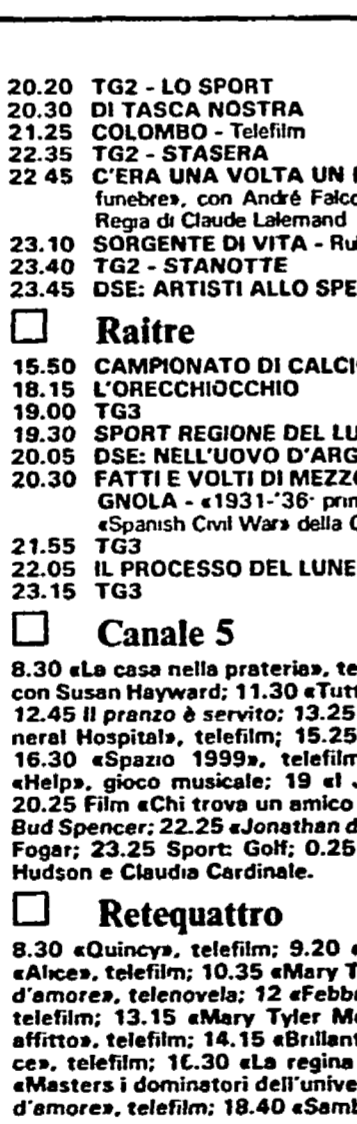 20.20 TG2 - LO SPORT
20.30 DI TASCA NOSTRA
21.25 COLOMBO - Telefilm
22.35 TG2 - STASERA
22 45 C'ERA UNA VOLTA UN
funebre», con André Falco
Regia di Claude Lalemand
23.10 SORGENTE DI VITA - Ru
23.40 TG2 - STANOTTE
23.45 DSE: ARTISTI ALLO SPE
Raitre
15.50 CAMPIONATO DI CALCI
18.15 L'ORECCHIOCCHIO
19.00 TG3
19.30 SPORT REGIONE DEL LU
20.05 DSE: NELL'UOVO D'ARG
20.30 FATTI E VOLTI DI MEZZO
GNOLA - «1931-'36· prim
«Spanish Civil War» della
21.55 TG3
22.05 IL PROCESSO DEL LUNE
23.15 TG3
Canale 5
8.30 «La casa nella prateria», te
con Susan Hayward; 11.30 «Tutt
12.45 Il pranzo è servito; 13.25
neral Hospital», telefilm; 15.25
16.30 «Spazio 1999», telefilm
«Help», gioco musicale; 19 «I
20.25 Film «Chi trova un amico
Bud Spencer; 22.25 «Jonathan d
Fogar; 23.25 Sport: Golf; 0.25
Hudson e Claudia Cardinale.
Retequattro
8.30 «Quincy», telefilm; 9.20 «
«Alice», telefilm; 10.35 «Mary T
d'amore», telenovela; 12 «Febb
telefilm; 13.15 «Mary Tyler Mo
affitto», telefilm; 14.15 «Brillant
ce», telefilm; 16.30 «La regina
«Masters i dominatori dell'unive
d'amore», telefilm; 18.40 «Samb